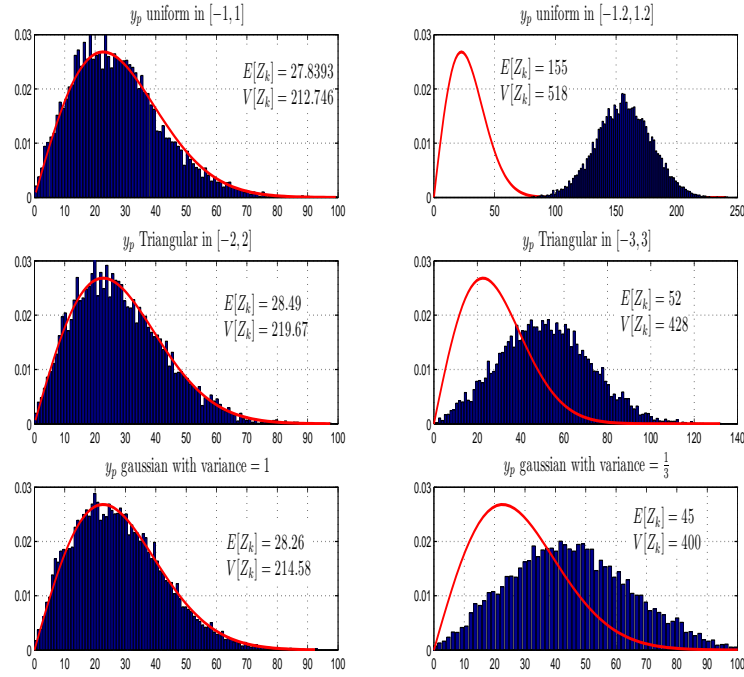 $y_p$ uniform in $[-1, 1]$
0.03
0.02
0.01
0
0 10 20 30 40 50 60 70 80 90 100
$E[Z_k] = 27.8393$
$V[Z_k] = 212.746$
$y_p$ uniform in $[-1.2, 1.2]$
0.03
0.02
0.01
0
0 50 100 150 200 250
$E[Z_k] = 155$
$V[Z_k] = 518$
$y_p$ Triangular in $[-2, 2]$
0.03
0.02
0.01
0
0 10 20 30 40 50 60 70 80 90 100
$E[Z_k] = 28.49$
$V[Z_k] = 219.67$
$y_p$ Triangular in $[-3, 3]$
0.03
0.02
0.01
0
0 20 40 60 80 100 120 140
$E[Z_k] = 52$
$V[Z_k] = 428$
$y_p$ gaussian with variance = 1
0.03
0.02
0.01
0
0 10 20 30 40 50 60 70 80 90 100
$E[Z_k] = 28.26$
$V[Z_k] = 214.58$
$y_p$ gaussian with variance = $\frac{1}{3}$
0.03
0.02
0.01
0
0 10 20 30 40 50 60 70 80 90 100
$E[Z_k] = 45$
$V[Z_k] = 400$